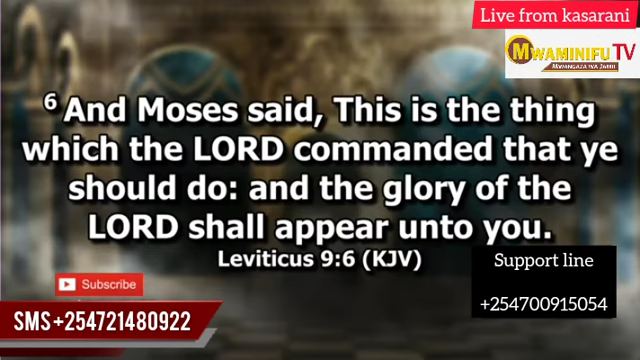 Live from kasarani
MWAMINIFU TV
MWANGAZA WA JAMII
6 And Moses said, This is the thing
which the LORD commanded that ye
should do: and the glory of the
LORD shall appear unto you.
Leviticus 9:6 (KJV)
Support line
+254700915054
Subscribe
SMS +254721480922